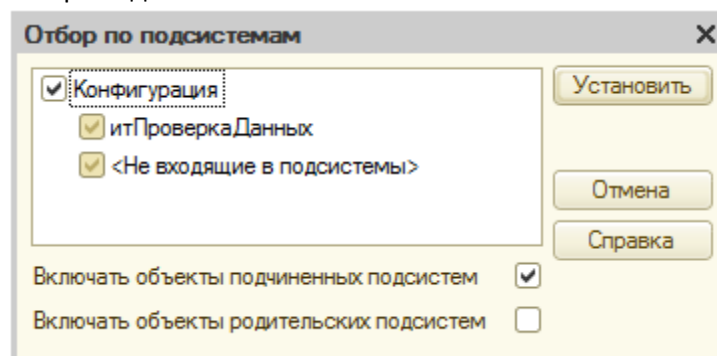 Отбор по подсистемам
Конфигурация
Установить
итПроверкаДанных
<Не входящие в подсистемы>
Отмена
Справка
Включать объекты подчиненных подсистем
Включать объекты родительских подсистем